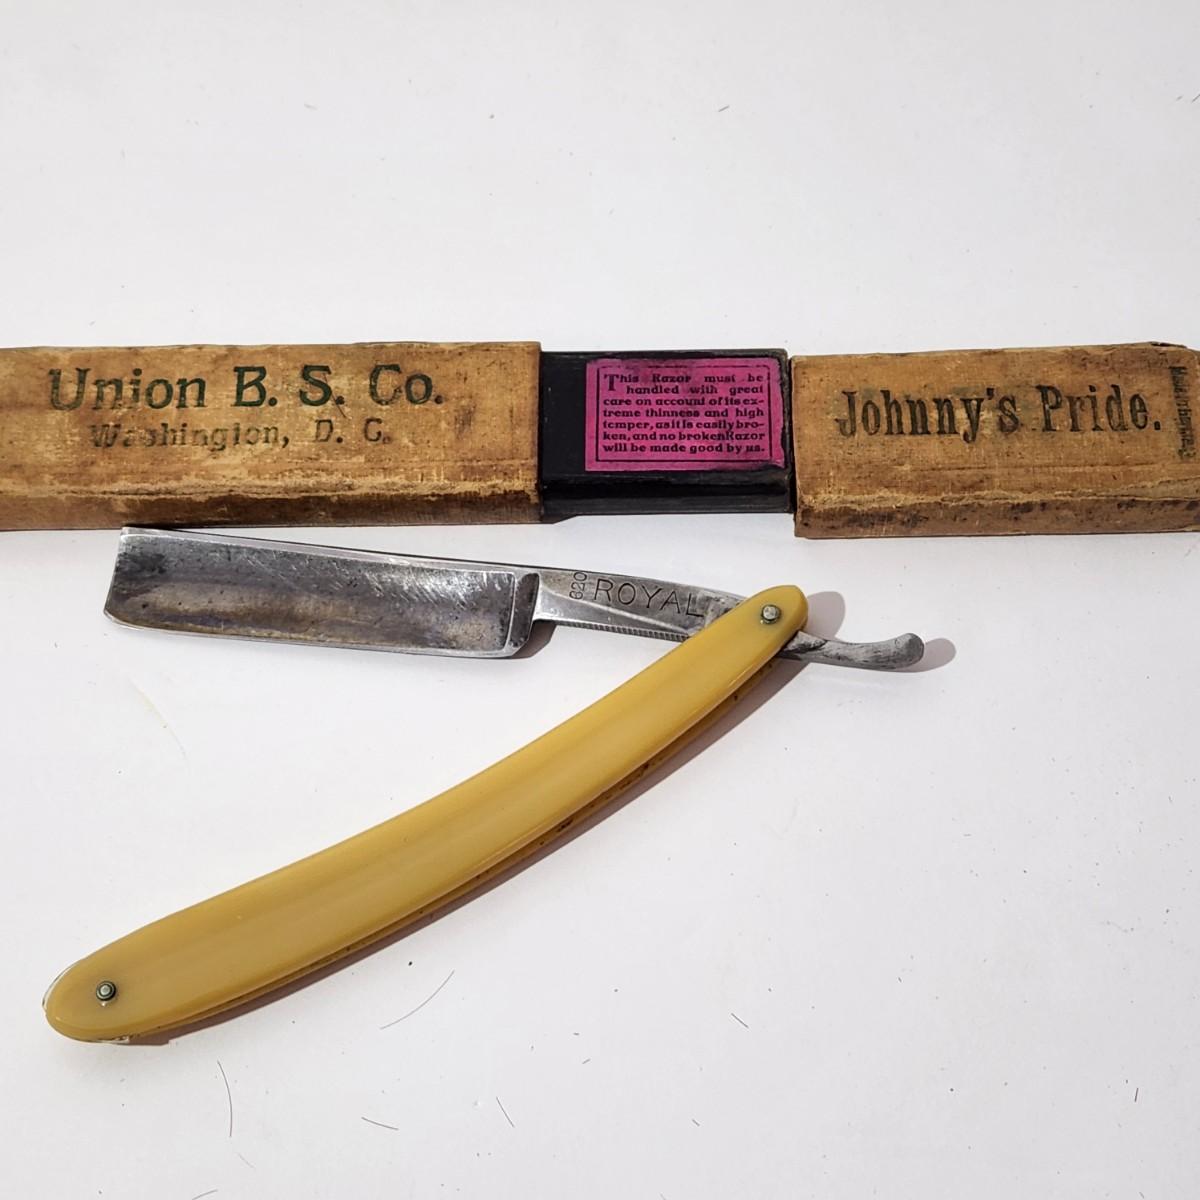 Union B. S. Co.
Washington, D. C.
This Razor must be
handled with great
care on account of its ex-
treme thinness and high
temper, as it is easily bro-
ken, and no broken Razor
will be made good by us.
Johnny's Pride.
820
ROYAL